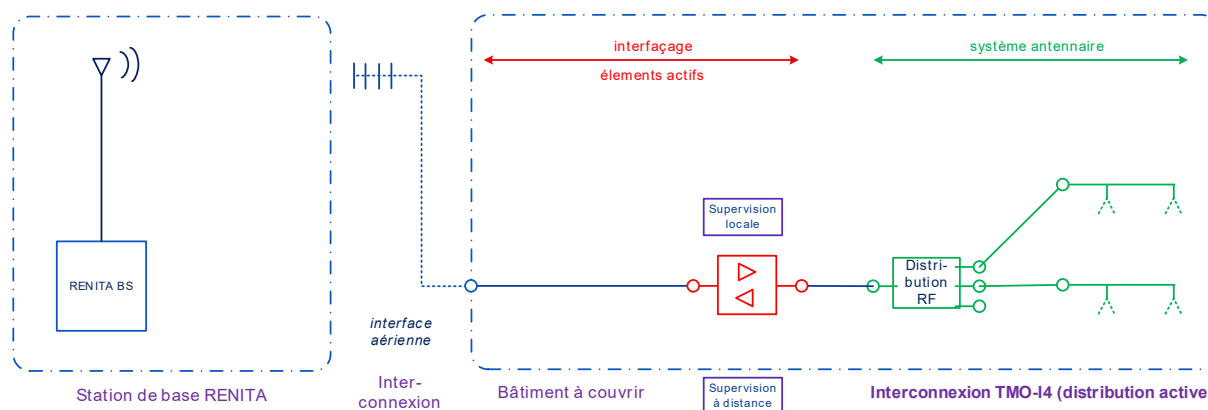 interfaçage
élements actifs
système antennaire
Supervision
locale
RENITA BS
Distri-
bution
RF
interface
aérienne
Station de base RENITA
Inter-
connexion
Bâtiment à couvrir
Supervision
à distance
Interconnexion TMO-I4 (distribution active